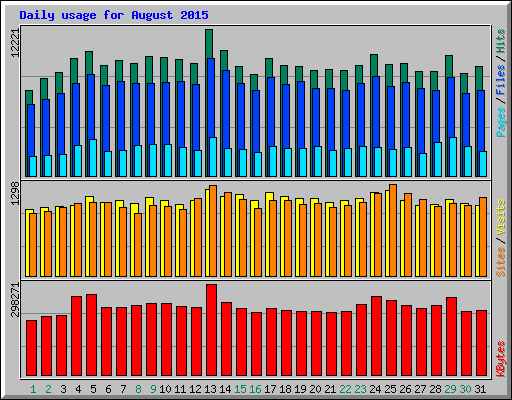 Daily usage for August 2015
12221
Pages / Files / Hits
1298
Sites / Visits
298271
KBytes
1 2 3 4 5 6 7 8 9 10 11 12 13 14 15 16 17 18 19 20 21 22 23 24 25 26 27 28 29 30 31